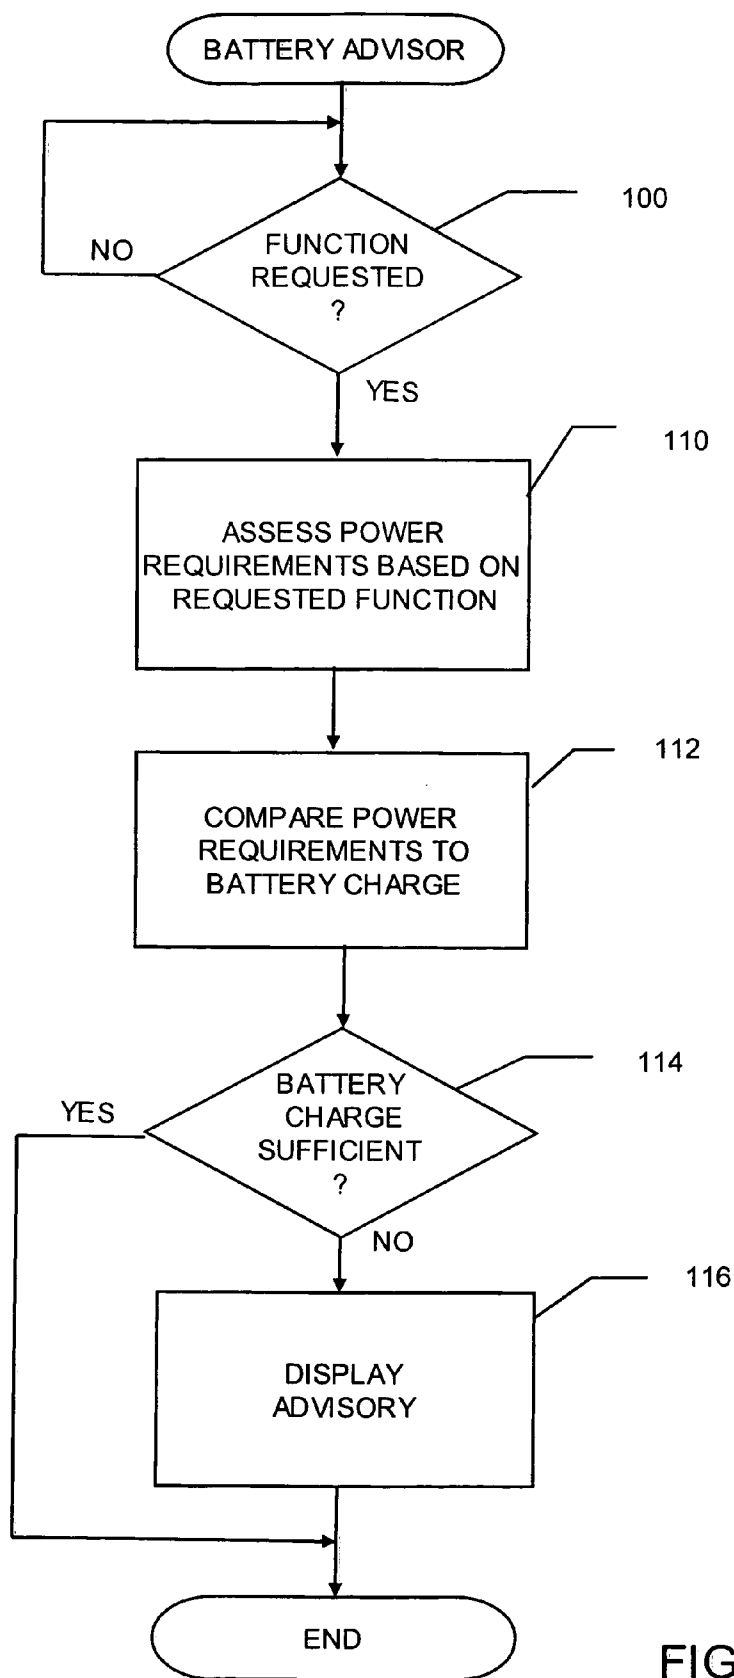 BATTERY ADVISOR
100
FUNCTION
REQUESTED
?
NO
YES
110
ASSESS POWER
REQUIREMENTS BASED ON
REQUESTED FUNCTION
112
COMPARE POWER
REQUIREMENTS TO
BATTERY CHARGE
114
BATTERY
CHARGE
SUFFICIENT
?
YES
NO
116
DISPLAY
ADVISORY
END
FIG